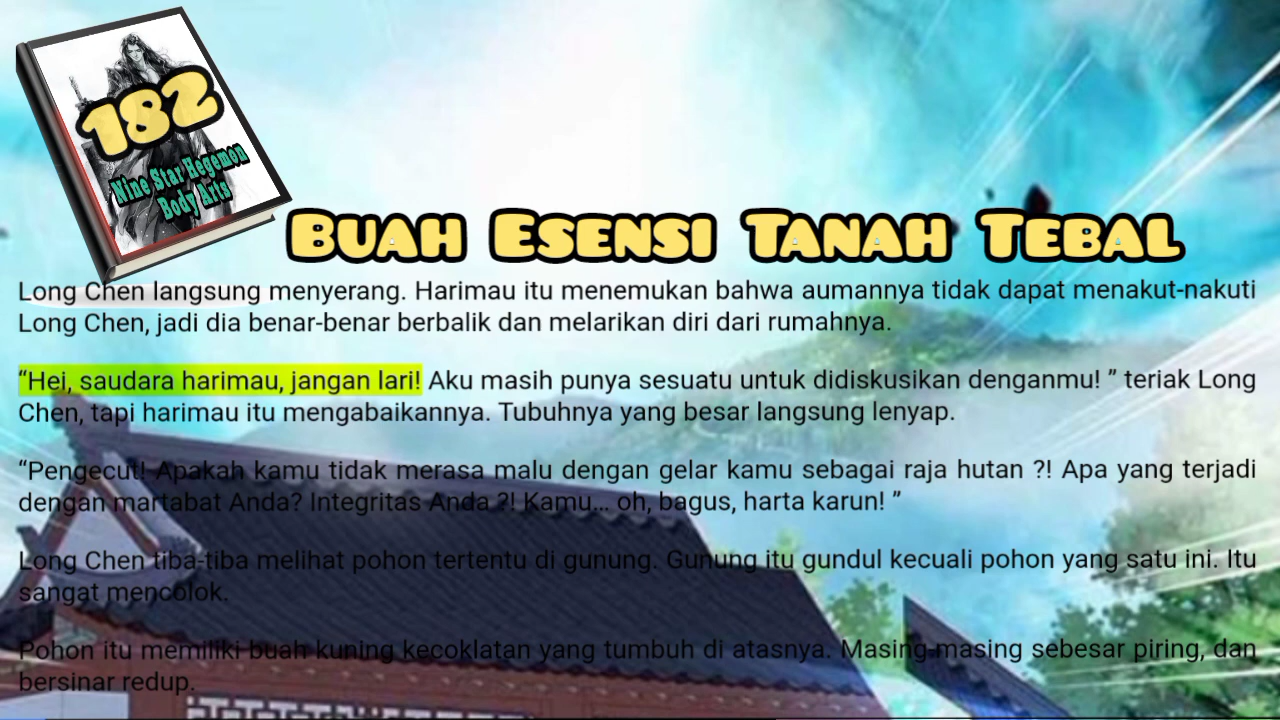 182
Nine Star Hegemon
Body Arts
BUAH ESENSI TANAH TEBAL
Long Chen langsung menyerang. Harimau itu menemukan bahwa aumannya tidak dapat menakut-nakuti
Long Chen, jadi dia benar-benar berbalik dan melarikan diri dari rumahnya.
“Hei, saudara harimau, jangan lari! Aku masih punya sesuatu untuk didiskusikan denganmu! ” teriak Long
Chen, tapi harimau itu mengabaikannya. Tubuhnya yang besar langsung lenyap.
“Pengecut! Apakah kamu tidak merasa malu dengan gelar kamu sebagai raja hutan ?! Apa yang terjadi
dengan martabat Anda? Integritas Anda ?! Kamu… oh, bagus, harta karun! ”
Long Chen tiba-tiba melihat pohon tertentu di gunung. Gunung itu gundul kecuali pohon yang satu ini. Itu
sangat mencolok.
Pohon itu memiliki buah kuning kecoklatan yang tumbuh di atasnya. Masing-masing sebesar piring, dan
bersinar redup.